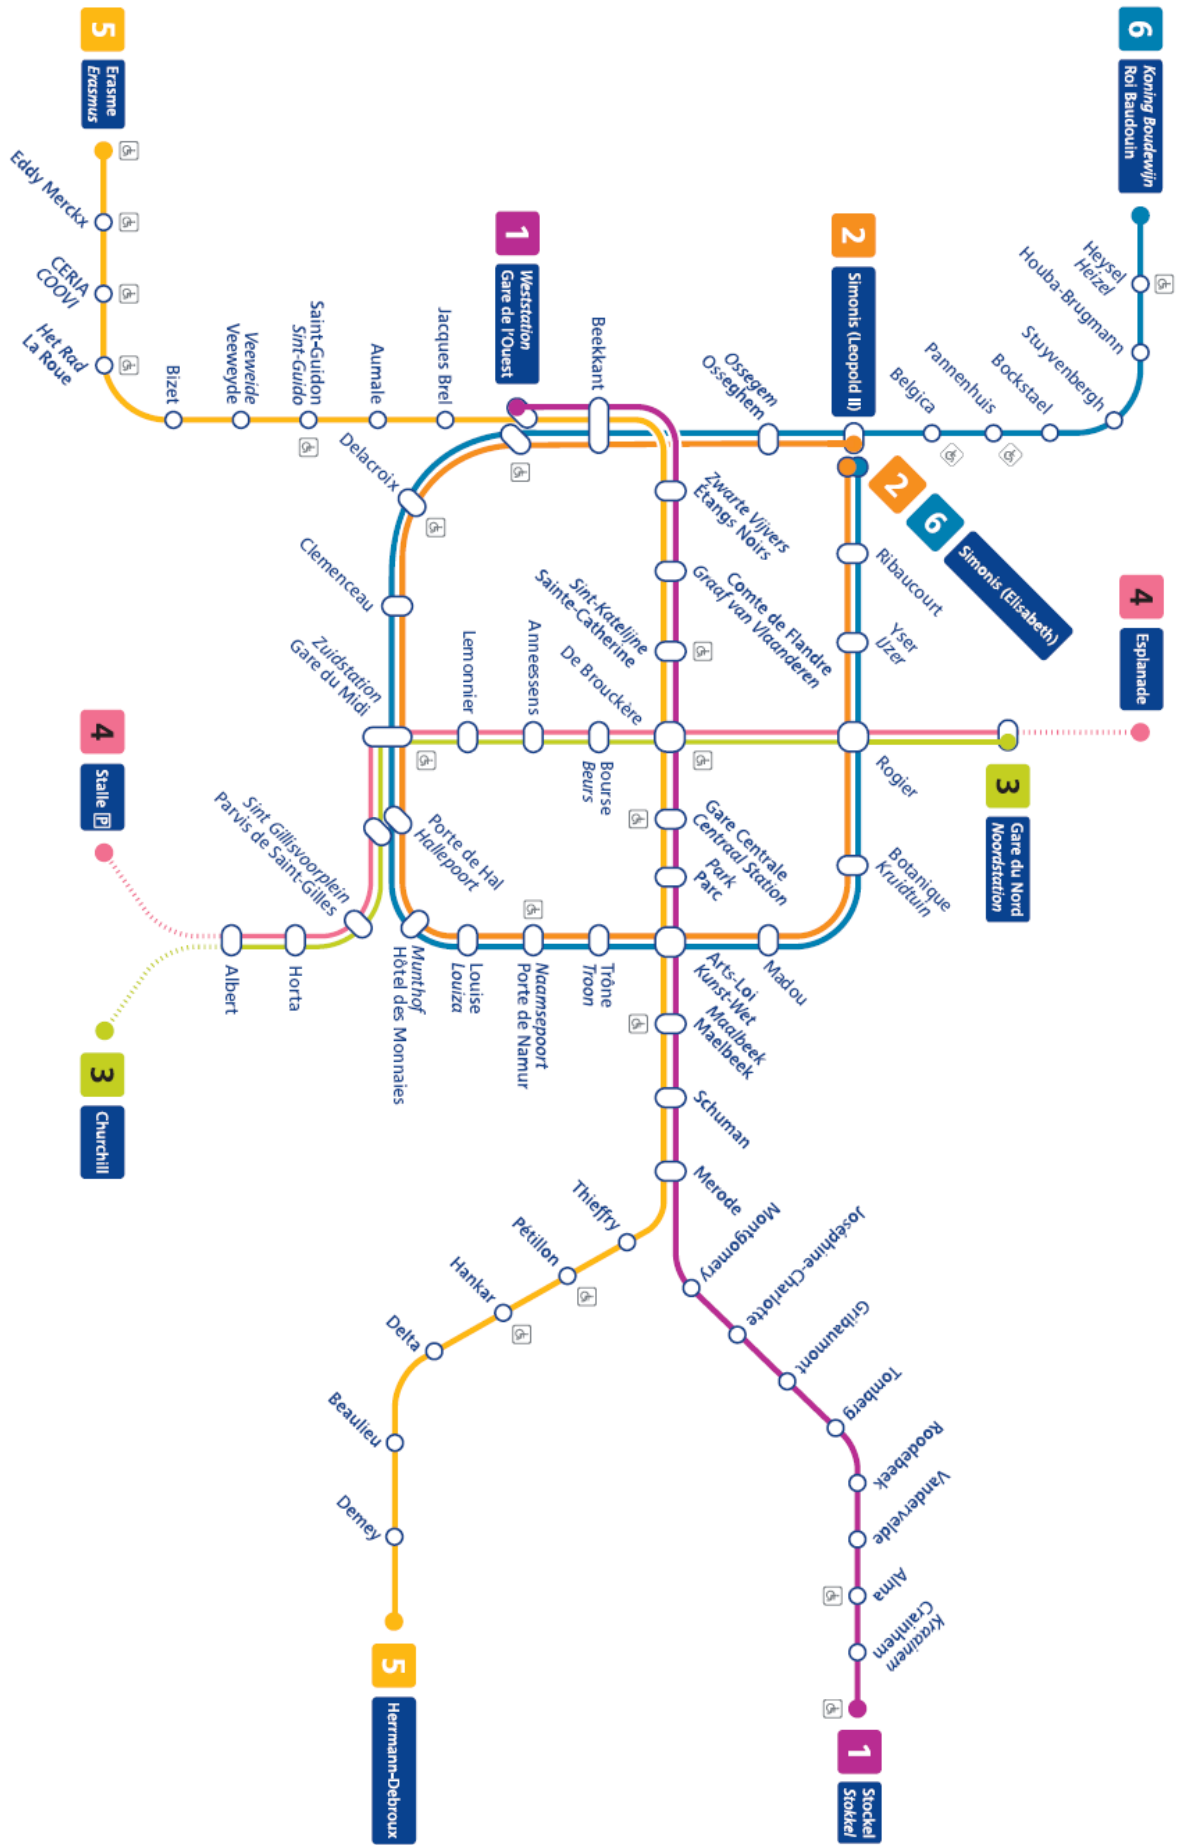 6
Koning Boudewijn
Roi Baudouin
Heysel
Heizel
Houba-Brugmann
Stuyvenbergh
Bockstael
Pannenhuis
Belgica
2
Simonis (Leopold II)
2
6
Simonis (Elisabeth)
Ossegem
Osseghem
Beekkant
1
Weststation
Gare de l'Ouest
5
Erasme
Erasmus
Eddy Merckx
CERIA
COOVI
Het Rad
La Roue
Bizet
Veeweide
Veeweyde
Saint-Guidon
Sint-Guido
Aumale
Jacques Brel
Delacroix
Clemenceau
Zuidstation
Gare du Midi
Lemonnier
Anneessens
Bourse
Beurs
De Brouckère
Sint-Katelijne
Sainte-Catherine
Comte de Flandre
Graaf van Vlaanderen
Zwarte Vijvers
Étangs Noirs
Ribaucourt
Yser
IJzer
Rogier
4
Esplanade
3
Gare du Nord
Noordstation
Botanique
Kruidtuin
Madou
Arts-Loi
Kunst-Wet
Park
Parc
Gare Centrale
Centraal Station
Trône
Troon
Naamsepoort
Porte de Namur
Louise
Louiza
Munthof
Hôtel des Monnaies
Porte de Hal
Hallepoort
Sint Gillisvoorplein
Parvis de Saint-Gilles
Horta
Albert
4
Stalle P
3
Churchill
Maalbeek
Maelbeek
Schuman
Merode
Montgomery
Joséphine-Charlotte
Gribaumont
Tomberg
Roodebeek
Vandervelde
Alma
Kraainem
Crainhem
1
Stockel
Stokkel
Thieffry
Pétillon
Hankar
Delta
Beaulieu
Demey
5
Herrmann-Debroux